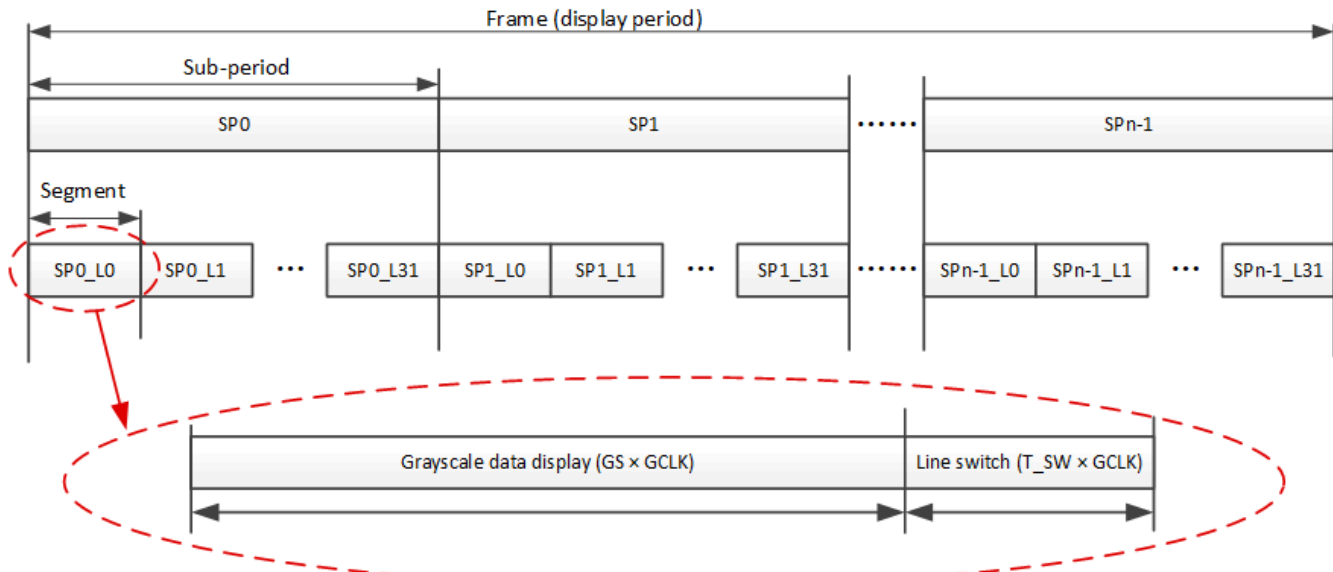 Frame (display period)
Sub-period
SP0 SP1 ...... SPn-1
Segment
SP0_L0 SP0_L1 ... SP0_L31 SP1_L0 SP1_L1 ... SP1_L31 ...... SPn-1_L0 SPn-1_L1 ... SPn-1_L31
Grayscale data display (GS × GCLK) Line switch (T_SW × GCLK)